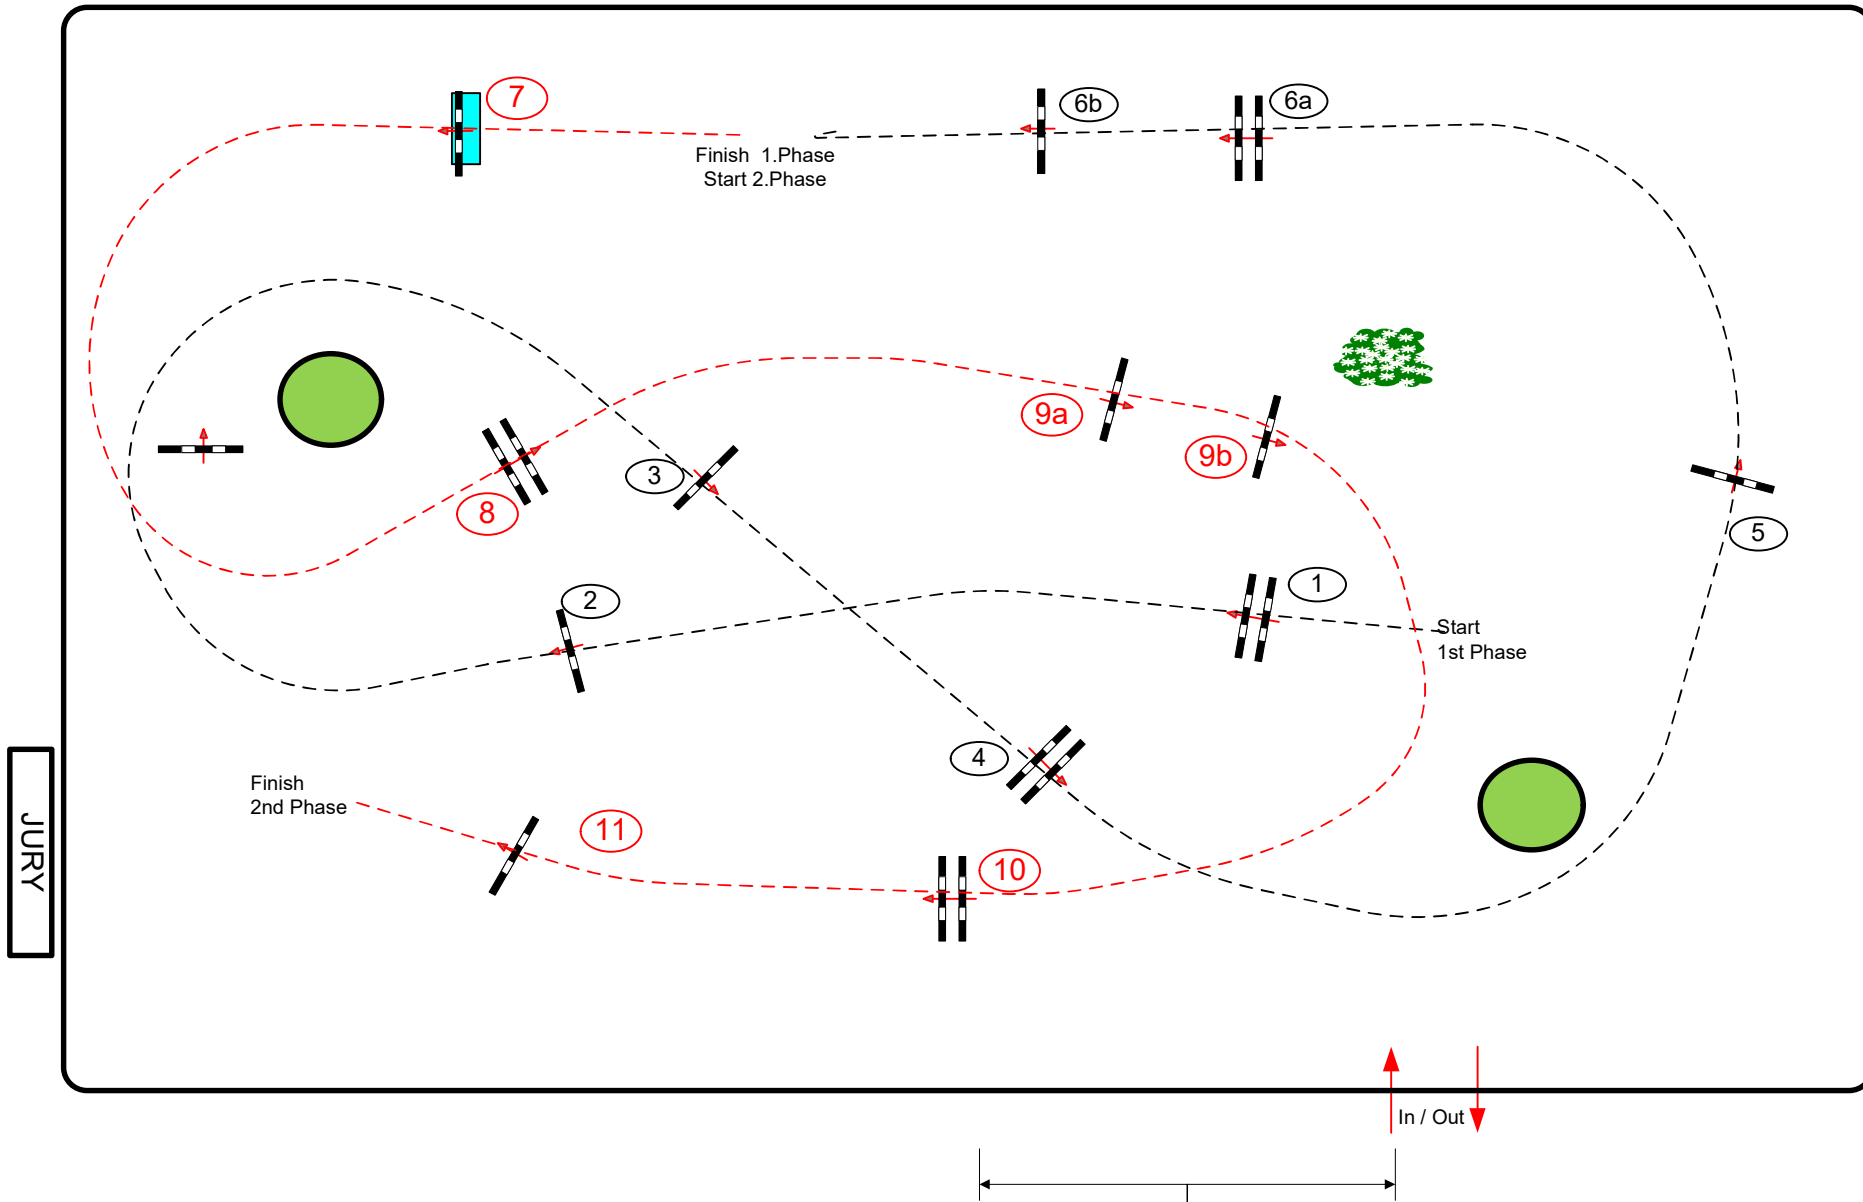 7
6b
6a
Finish 1.Phase
Start 2.Phase
9a
9b
3
8
5
2
1
Start
1st Phase
4
Finish
2nd Phase
11
10
JURY
In / Out